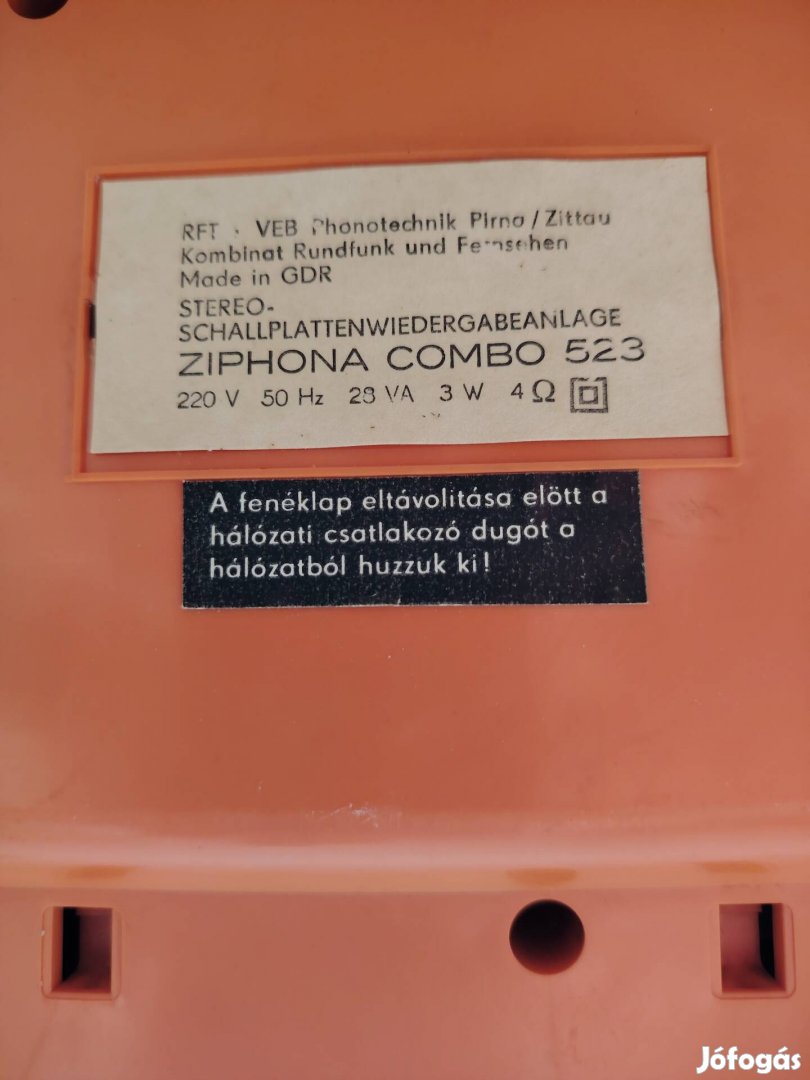 RFT · VEB Phonotechnik Pirna / Zittau
Kombinat Rundfunk und Fernsehen
Made in GDR
STEREO-
SCHALLPLATTENWIEDERGABEANLAGE
ZIPHONA COMBO 523
220 V 50 Hz 28 VA 3 W 4 Ω
A fenéklap eltávolitása elött a
hálózati csatlakozó dugót a
hálózatból huzzuk ki!
Jófogás